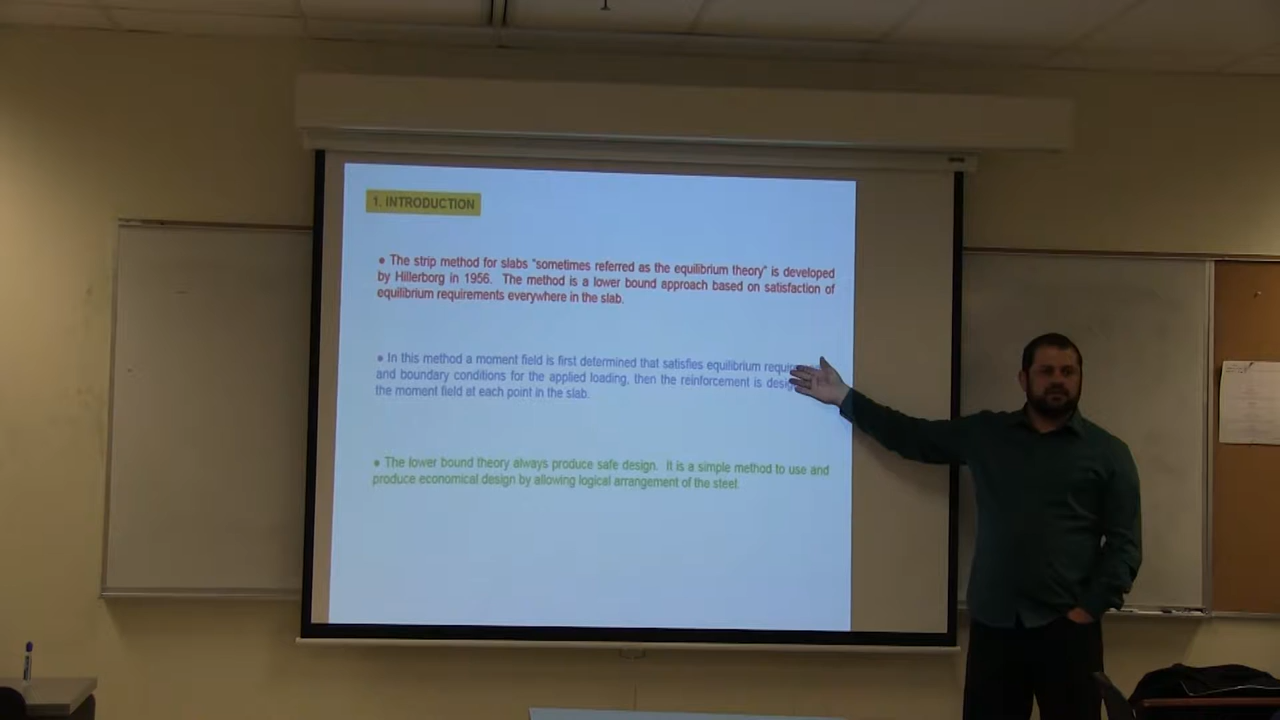 1. INTRODUCTION
● The strip method for slabs "sometimes referred as the equilibrium theory" is developed
by Hillerborg in 1956. The method is a lower bound approach based on satisfaction of
equilibrium requirements everywhere in the slab.
● In this method a moment field is first determined that satisfies equilibrium
and boundary conditions for the applied loading, then the reinforcement is
the moment field at each point in the slab.
● The lower bound theory always produce safe design. It is a simple method to use and
produce economical design by allowing logical arrangement of the steel.